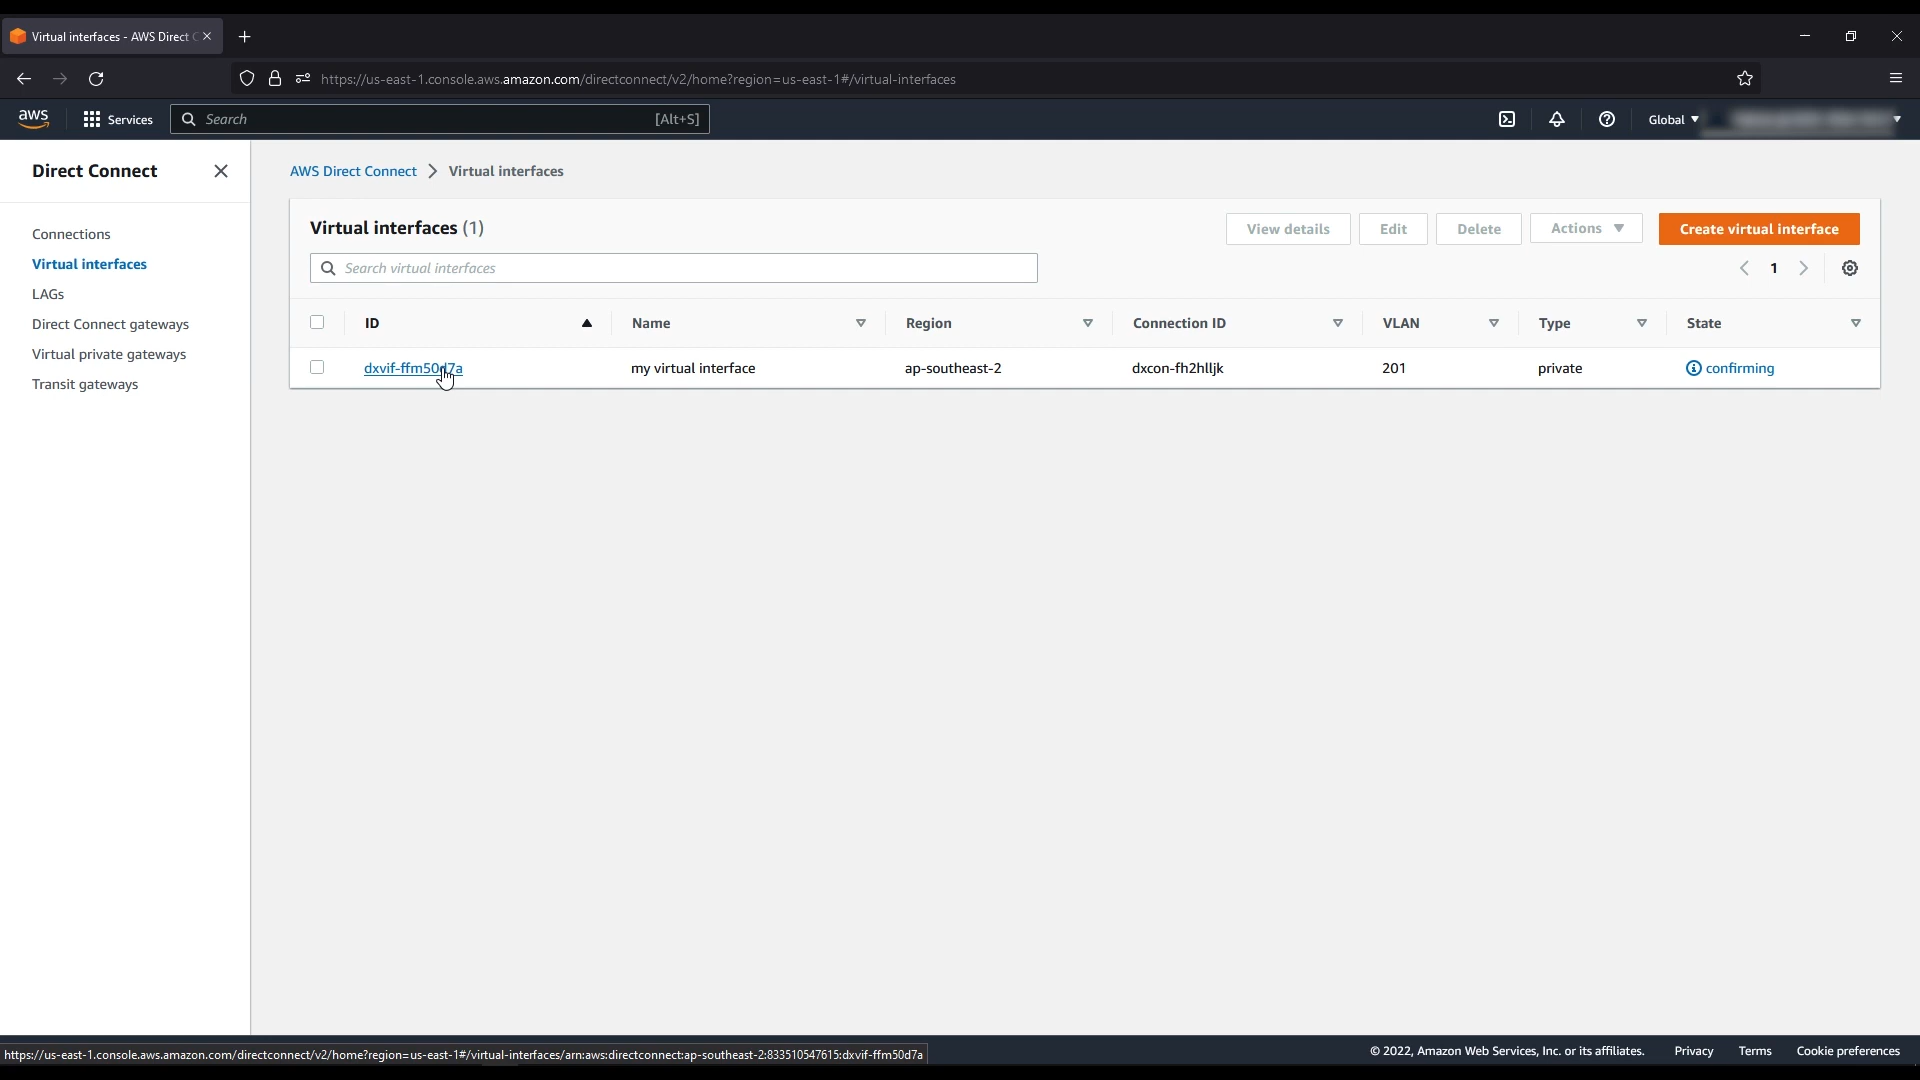 Virtual interfaces - AWS Direct C
https://us-east-1.console.aws.amazon.com/directconnect/v2/home?region=us-east-1#/virtual-interfaces
aws Services Search [Alt+S] Global
Direct Connect
Connections
Virtual interfaces
LAGs
Direct Connect gateways
Virtual private gateways
Transit gateways
AWS Direct Connect > Virtual interfaces
Virtual interfaces (1) View details Edit Delete Actions Create virtual interface
Search virtual interfaces 1
ID Name Region Connection ID VLAN Type State
dxvif-ffm50d7a my virtual interface ap-southeast-2 dxcon-fh2hlljk 201 private confirming
https://us-east-1.console.aws.amazon.com/directconnect/v2/home?region=us-east-1#/virtual-interfaces/arn:aws:directconnect:ap-southeast-2:833510547615:dxvif-ffm50d7a
© 2022, Amazon Web Services, Inc. or its affiliates. Privacy Terms Cookie preferences